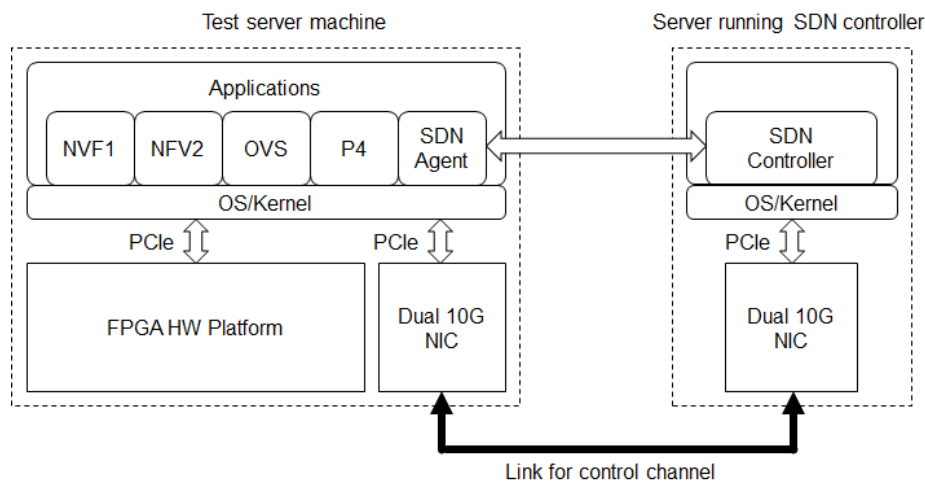 Test server machine
Server running SDN controller
Applications
NVF1
NFV2
OVS
P4
SDN
Agent
SDN
Controller
OS/Kernel
OS/Kernel
PCIe
PCIe
PCIe
FPGA HW Platform
Dual 10G
NIC
Dual 10G
NIC
Link for control channel